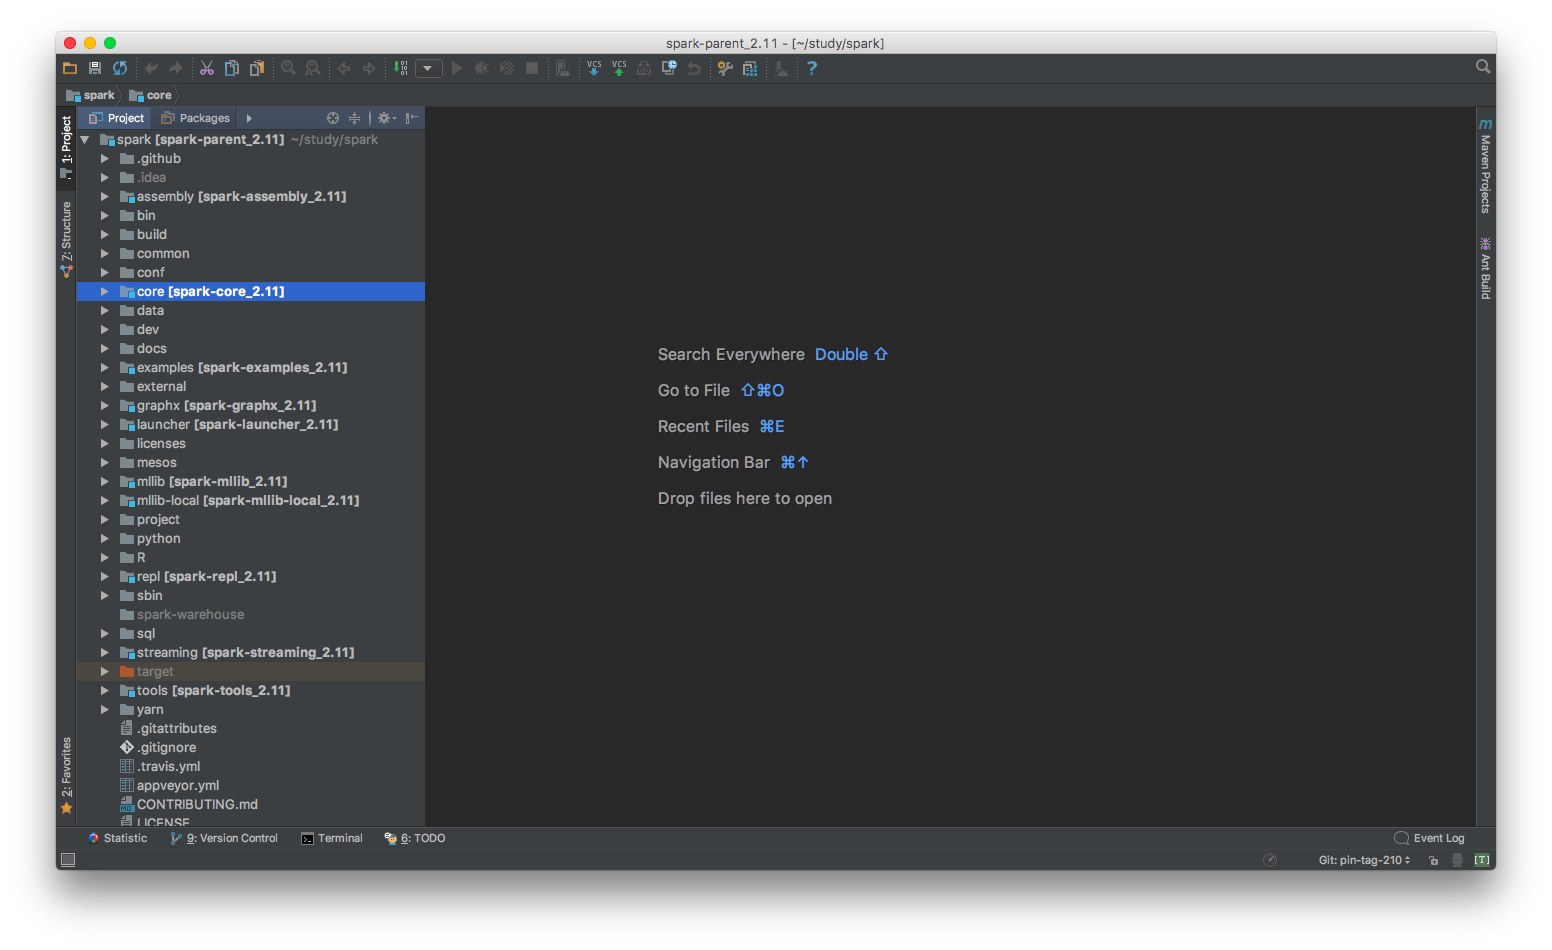 spark-parent_2.11 - [~/study/spark]
VCS VCS ?
spark core
Project Packages
1: Project
7: Structure
2: Favorites
spark [spark-parent_2.11] ~/study/spark
.github
.idea
assembly [spark-assembly_2.11]
bin
build
common
conf
core [spark-core_2.11]
data
dev
docs
examples [spark-examples_2.11]
external
graphx [spark-graphx_2.11]
launcher [spark-launcher_2.11]
licenses
mesos
mllib [spark-mllib_2.11]
mllib-local [spark-mllib-local_2.11]
project
python
R
repl [spark-repl_2.11]
sbin
spark-warehouse
sql
streaming [spark-streaming_2.11]
target
tools [spark-tools_2.11]
yarn
.gitattributes
.gitignore
.travis.yml
appveyor.yml
CONTRIBUTING.md
LICENSE
Search Everywhere Double ⇧
Go to File ⇧⌘O
Recent Files ⌘E
Navigation Bar ⌘↑
Drop files here to open
m
Maven Projects
Ant Build
Statistic 9: Version Control Terminal 6: TODO Event Log
Git: pin-tag-210 [T]